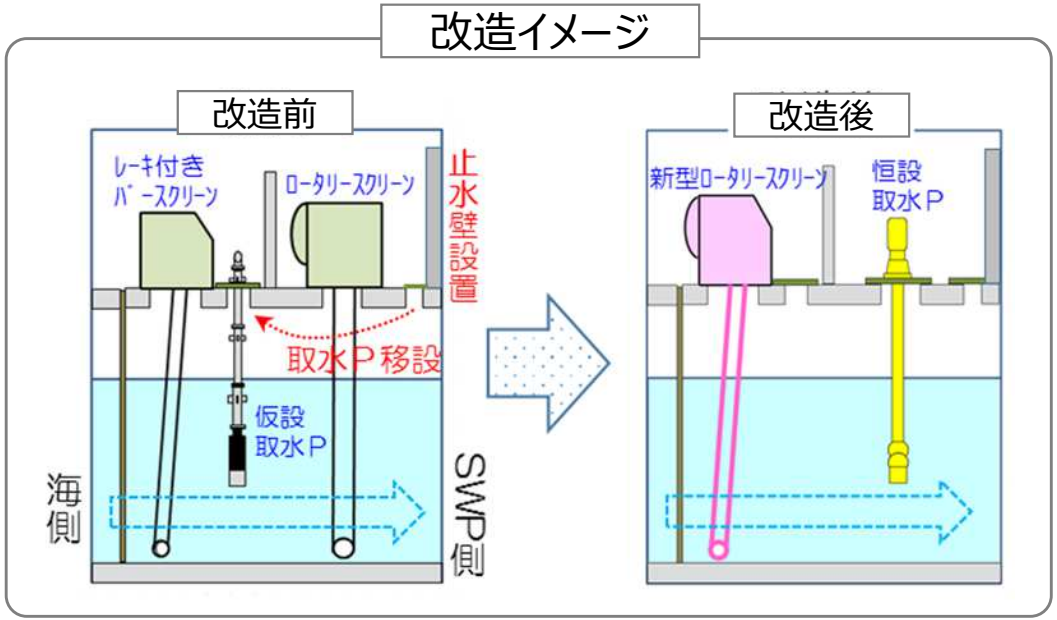 改造イメージ
改造前
レーキ付き
バースクリーン
ロータリースクリーン
止水壁設置
取水P移設
仮設
取水P
海側
SWP側
改造後
新型ロータリースクリーン
恒設
取水P